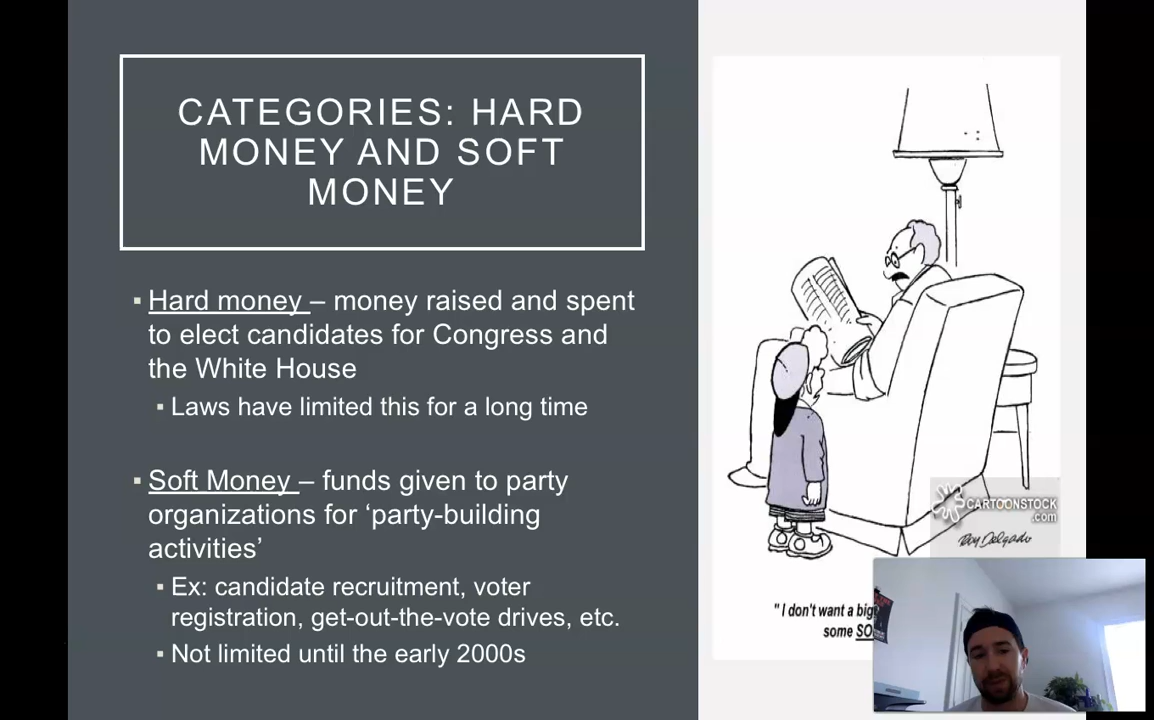 CATEGORIES: HARD
MONEY AND SOFT
MONEY
▪ Hard money – money raised and spent
to elect candidates for Congress and
the White House
▪ Laws have limited this for a long time
▪ Soft Money – funds given to party
organizations for ‘party-building
activities’
▪ Ex: candidate recruitment, voter
registration, get-out-the-vote drives, etc.
▪ Not limited until the early 2000s
CARTOONSTOCK
.com
Roy Delgado
" I don't want a big
some